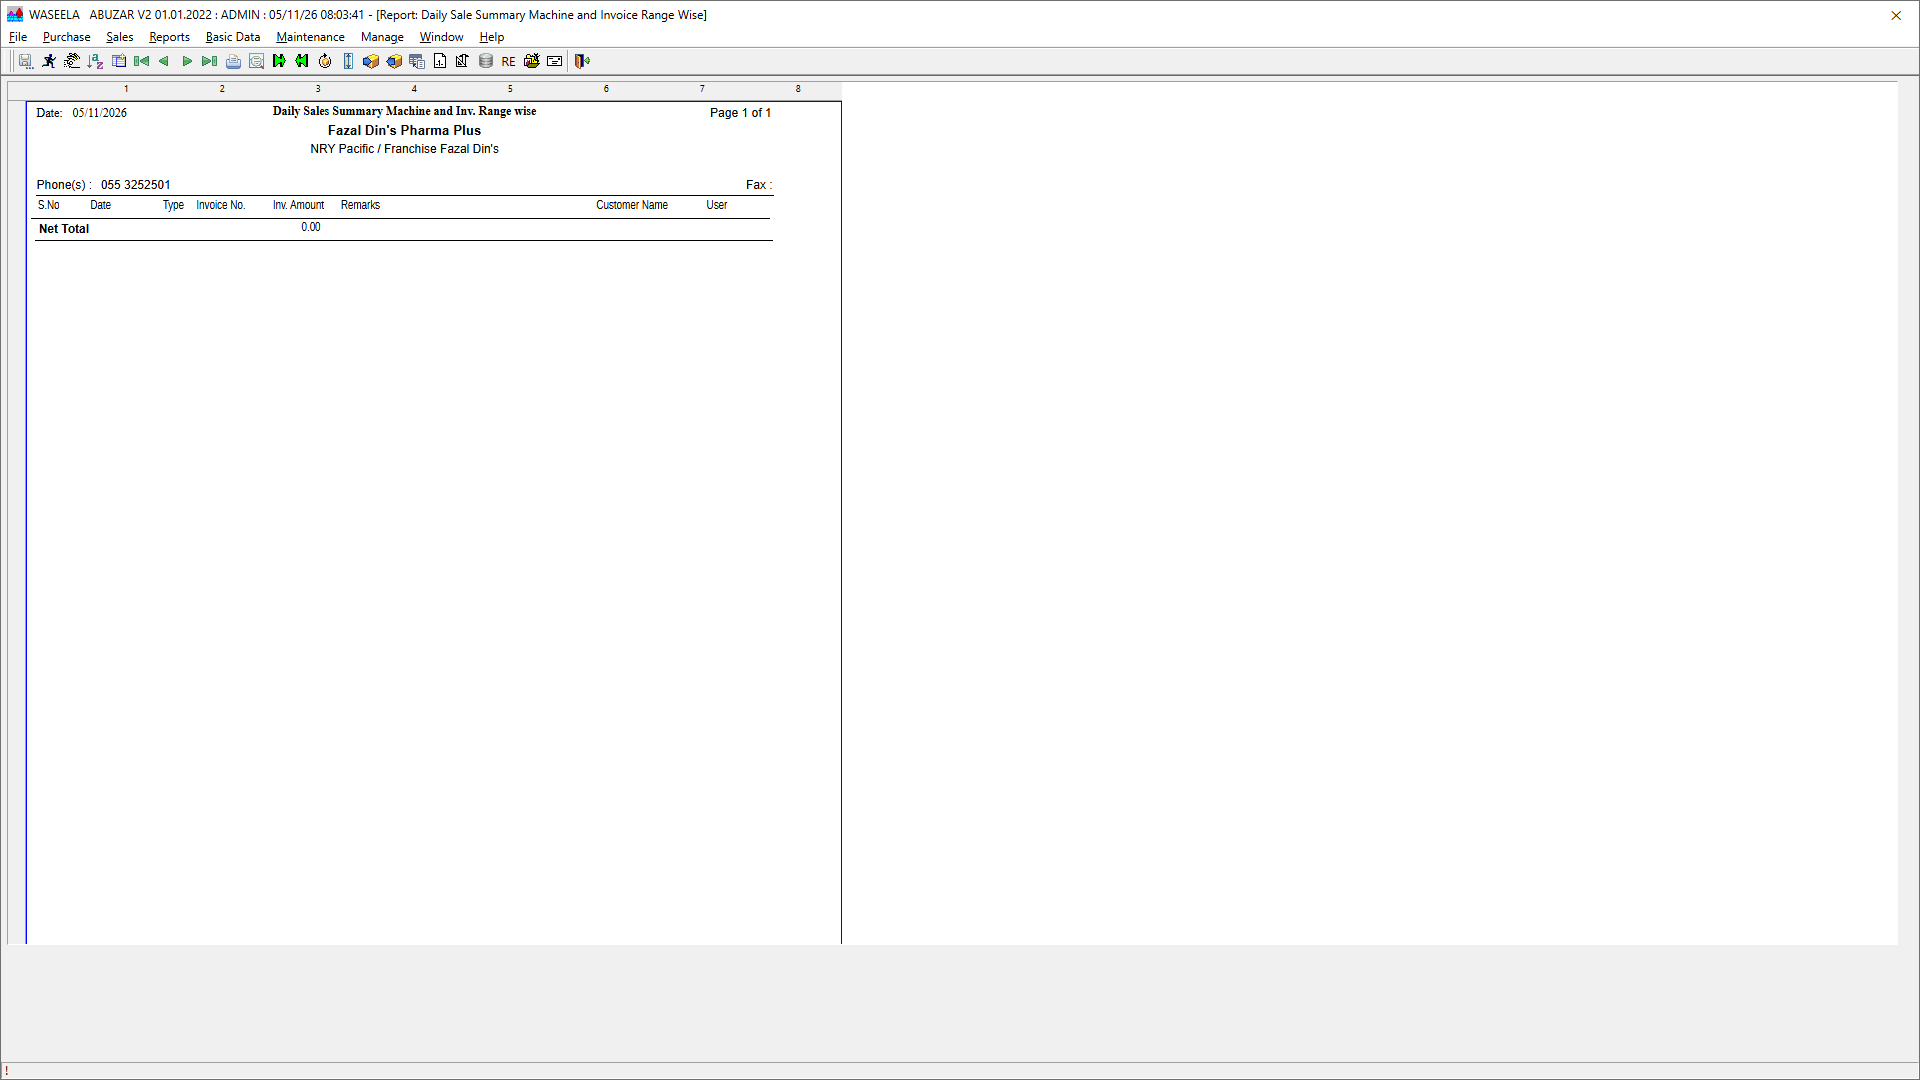 WASEELA ABUZAR V2 01.01.2022 : ADMIN : 05/11/26 08:03:41 - [Report: Daily Sale Summary Machine and Invoice Range Wise]
File Purchase Sales Reports Basic Data Maintenance Manage Window Help
RE
1 2 3 4 5 6 7 8
Date: 05/11/2026 Daily Sales Summary Machine and Inv. Range wise Page 1 of 1
Fazal Din's Pharma Plus
NRY Pacific / Franchise Fazal Din's
Phone(s) : 055 3252501 Fax :
S.No Date Type Invoice No. Inv. Amount Remarks Customer Name User
Net Total 0.00
!